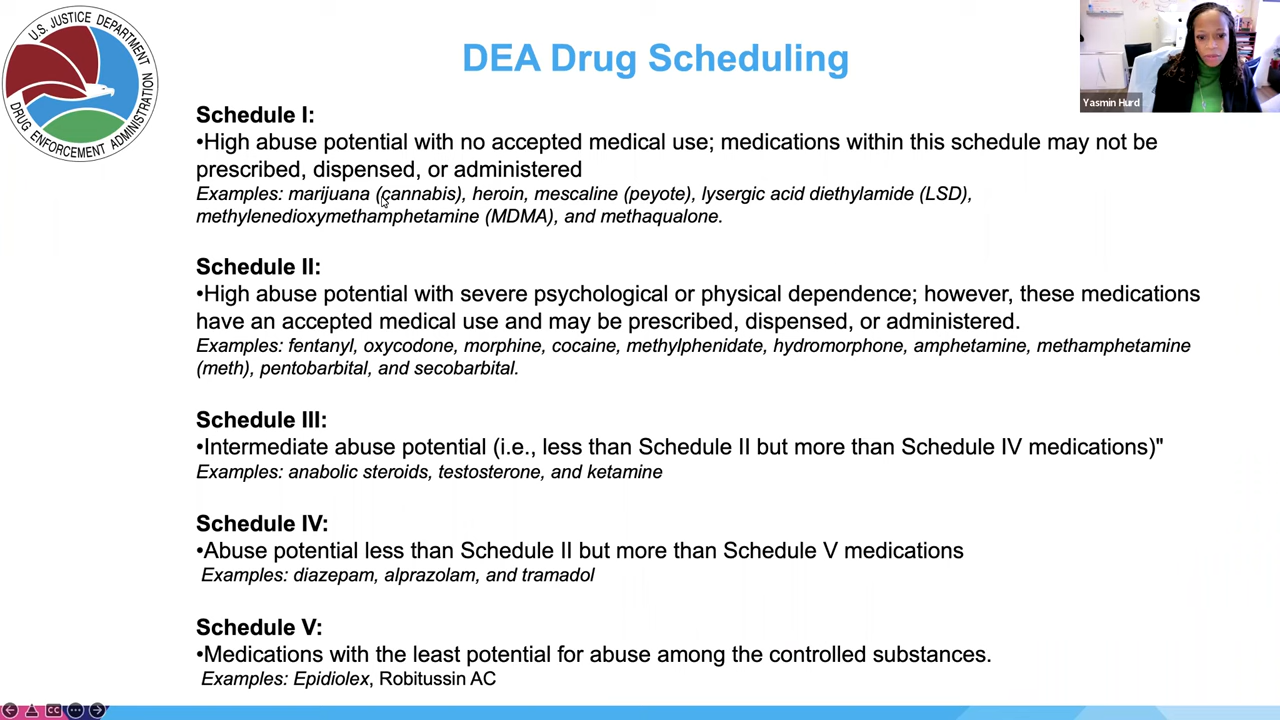 U.S. JUSTICE DEPARTMENT
DRUG ENFORCEMENT ADMINISTRATION
DEA Drug Scheduling
Yasmin Hurd
Schedule I:
•High abuse potential with no accepted medical use; medications within this schedule may not be
prescribed, dispensed, or administered
Examples: marijuana (cannabis), heroin, mescaline (peyote), lysergic acid diethylamide (LSD),
methylenedioxymethamphetamine (MDMA), and methaqualone.
Schedule II:
•High abuse potential with severe psychological or physical dependence; however, these medications
have an accepted medical use and may be prescribed, dispensed, or administered.
Examples: fentanyl, oxycodone, morphine, cocaine, methylphenidate, hydromorphone, amphetamine, methamphetamine
(meth), pentobarbital, and secobarbital.
Schedule III:
•Intermediate abuse potential (i.e., less than Schedule II but more than Schedule IV medications)"
Examples: anabolic steroids, testosterone, and ketamine
Schedule IV:
•Abuse potential less than Schedule II but more than Schedule V medications
Examples: diazepam, alprazolam, and tramadol
Schedule V:
•Medications with the least potential for abuse among the controlled substances.
Examples: Epidiolex, Robitussin AC
CC